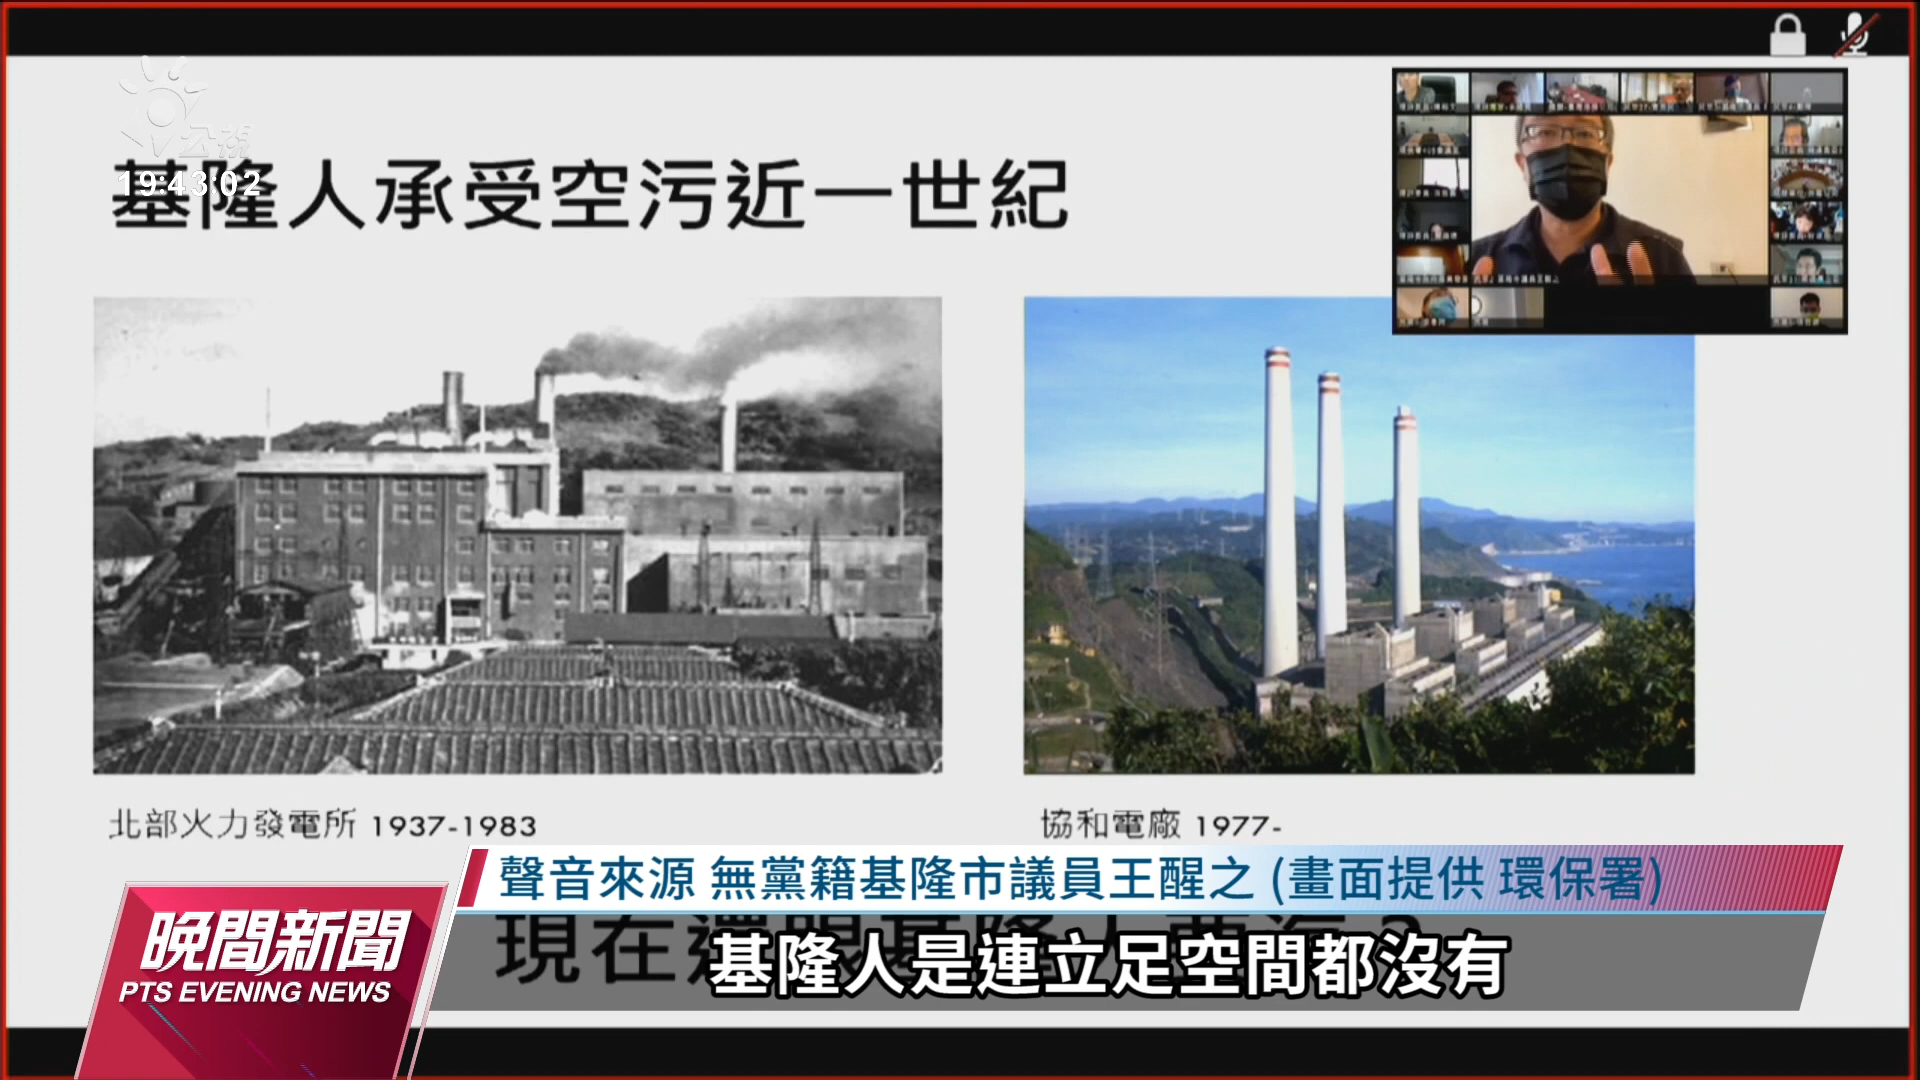 公視
19:43:02
基隆人承受空污近一世紀
北部火力發電所 1937-1983
協和電廠 1977-
聲音來源 無黨籍基隆市議員王醒之 (畫面提供 環保署)
基隆人是連立足空間都沒有
晚間新聞
PTS EVENING NEWS